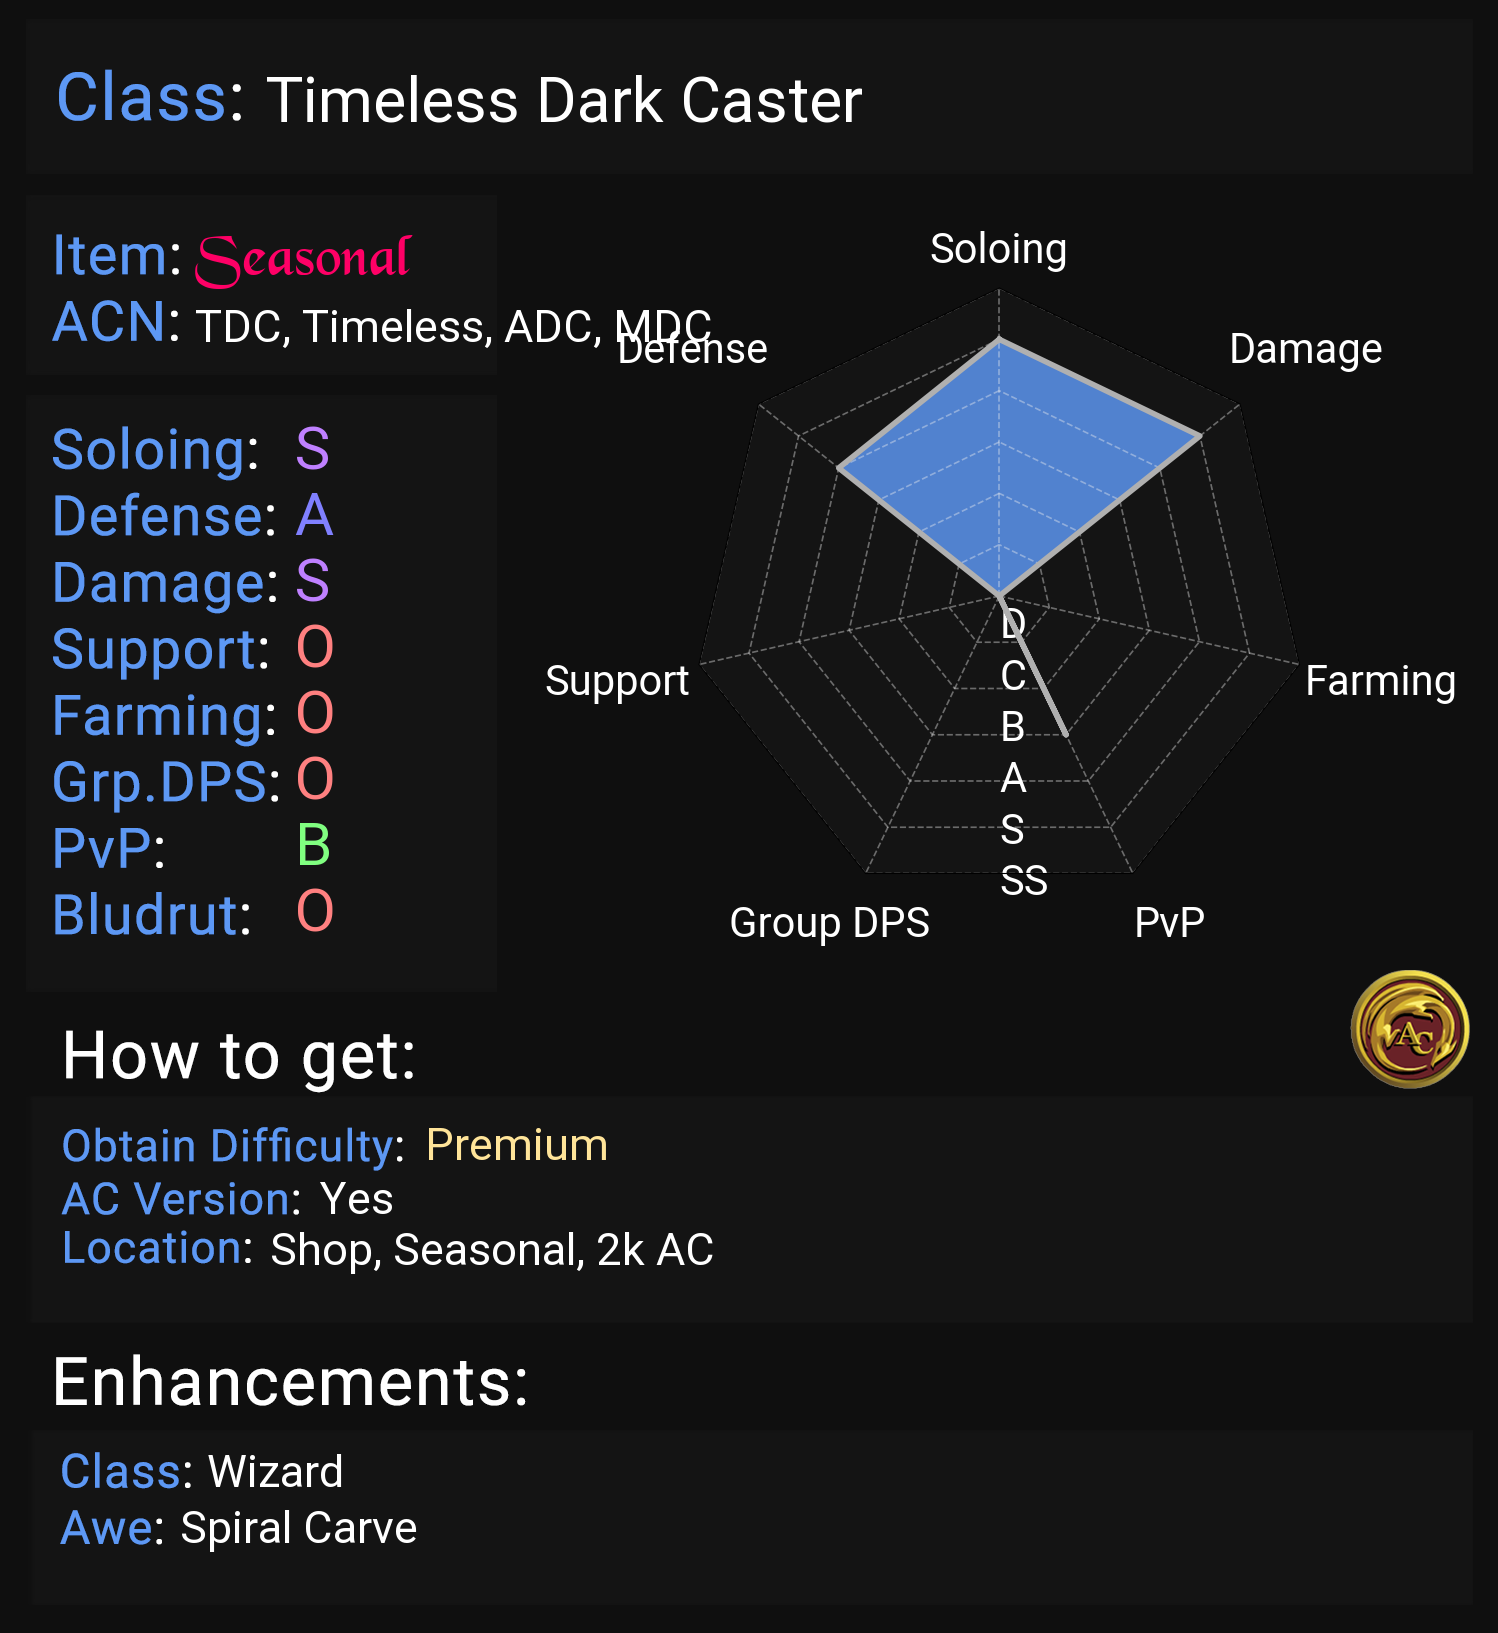 Class: Timeless Dark Caster
Item: Seasonal
ACN: TDC, Timeless, ADC, MDC
Soloing: S
Defense: A
Damage: S
Support: O
Farming: O
Grp.DPS: O
PvP: B
Bludrut: O
Soloing
Defense
Damage
Support
Farming
D
C
B
A
S
SS
Group DPS
PvP
VAC
How to get:
Obtain Difficulty: Premium
AC Version: Yes
Location: Shop, Seasonal, 2k AC
Enhancements:
Class: Wizard
Awe: Spiral Carve